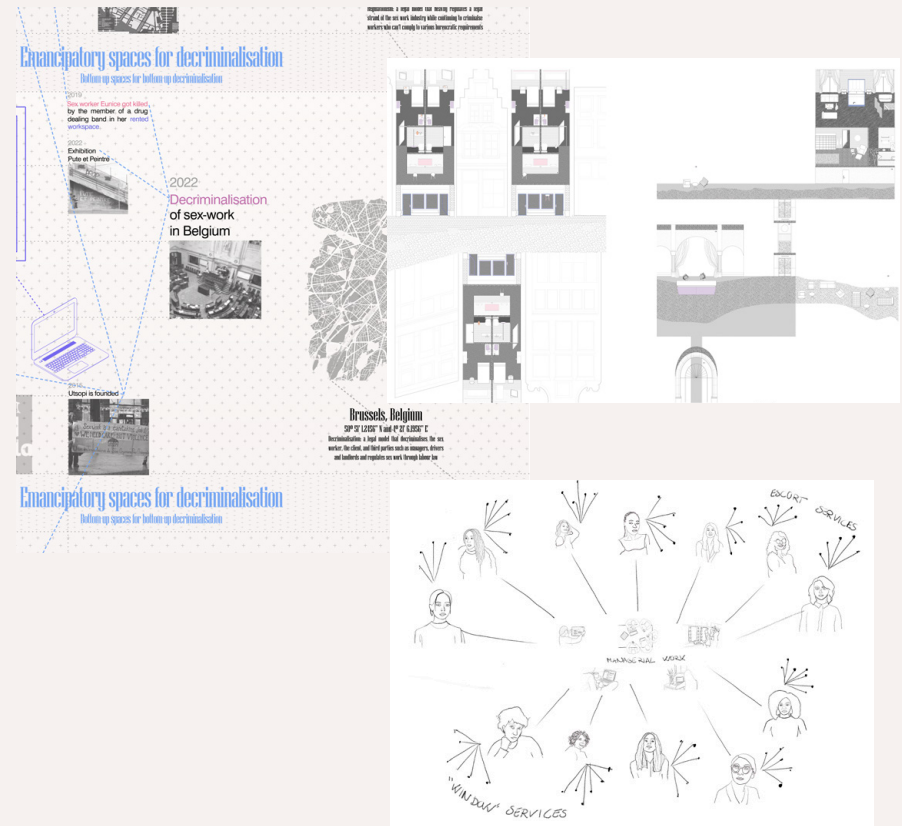 Neighbourhoods: a legal model that heavily regulates a legal
strand of the sex work industry while continuing to criminalise
workers who can't comply to various bureocratic requirements
Emancipatory spaces for decriminalisation
Bottom up spaces for bottom up decriminalisation
2019
Sex worker Eunice got killed
by the member of a drug
dealing band in her rented
workspace.
2022
Exhibition
Pute et Peintre
2022
Decriminalisation
of sex-work
in Belgium
Utsopi is founded
Brussels, Belgium
Decriminalisation: a legal model that decriminalises the sex
worker, the client, and third parties such as managers, drivers
and landlords and regulates sex work through labour law
Emancipatory spaces for decriminalisation
Bottom up spaces for bottom up decriminalisation
ESCORT
SERVICES
MANAGERIAL WORK
"WINDOW" SERVICES